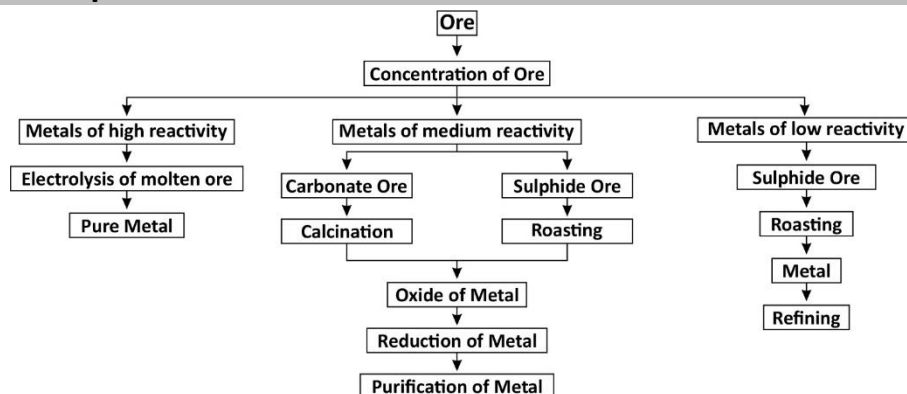 Ore
Concentration of Ore
Metals of high reactivity
Metals of medium reactivity
Metals of low reactivity
Electrolysis of molten ore
Carbonate Ore
Sulphide Ore
Sulphide Ore
Pure Metal
Calcination
Roasting
Roasting
Oxide of Metal
Metal
Reduction of Metal
Refining
Purification of Metal